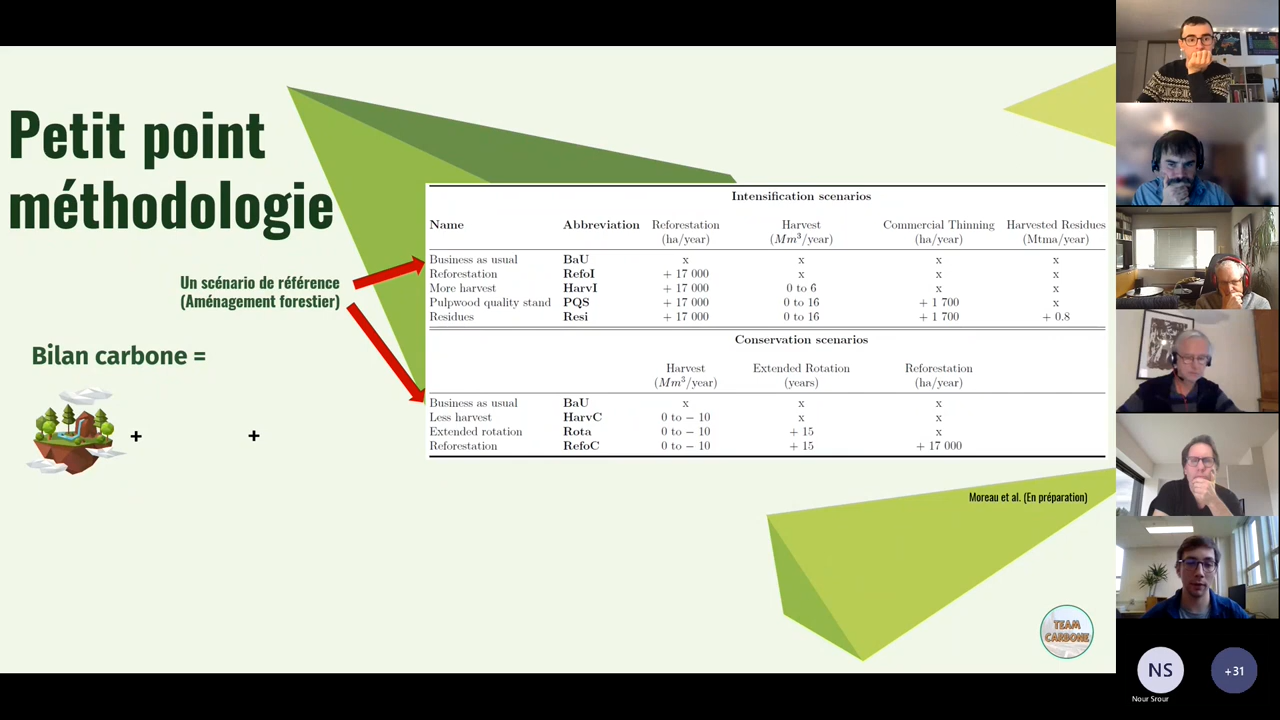 Petit point
méthodologie
Un scénario de référence
(Aménagement forestier)
Bilan carbone =
+ +
Intensification scenarios
Name Abbreviation Reforestation Harvest Commercial Thinning Harvested Residues
(ha/year) (Mm³/year) (ha/year) (Mtma/year)
Business as usual BaU x x x x
Reforestation RefoI + 17 000 x x x
More harvest HarvI + 17 000 0 to 6 x x
Pulpwood quality stand PQS + 17 000 0 to 16 + 1 700 x
Residues Resi + 17 000 0 to 16 + 1 700 + 0.8
Conservation scenarios
Harvest Extended Rotation Reforestation
(Mm³/year) (years) (ha/year)
Business as usual BaU x x x
Less harvest HarvC 0 to − 10 x x
Extended rotation Rota 0 to − 10 + 15 x
Reforestation RefoC 0 to − 10 + 15 + 17 000
Moreau et al. (En préparation)
TEAM
CARBONE
NS
Nour Srour
+31